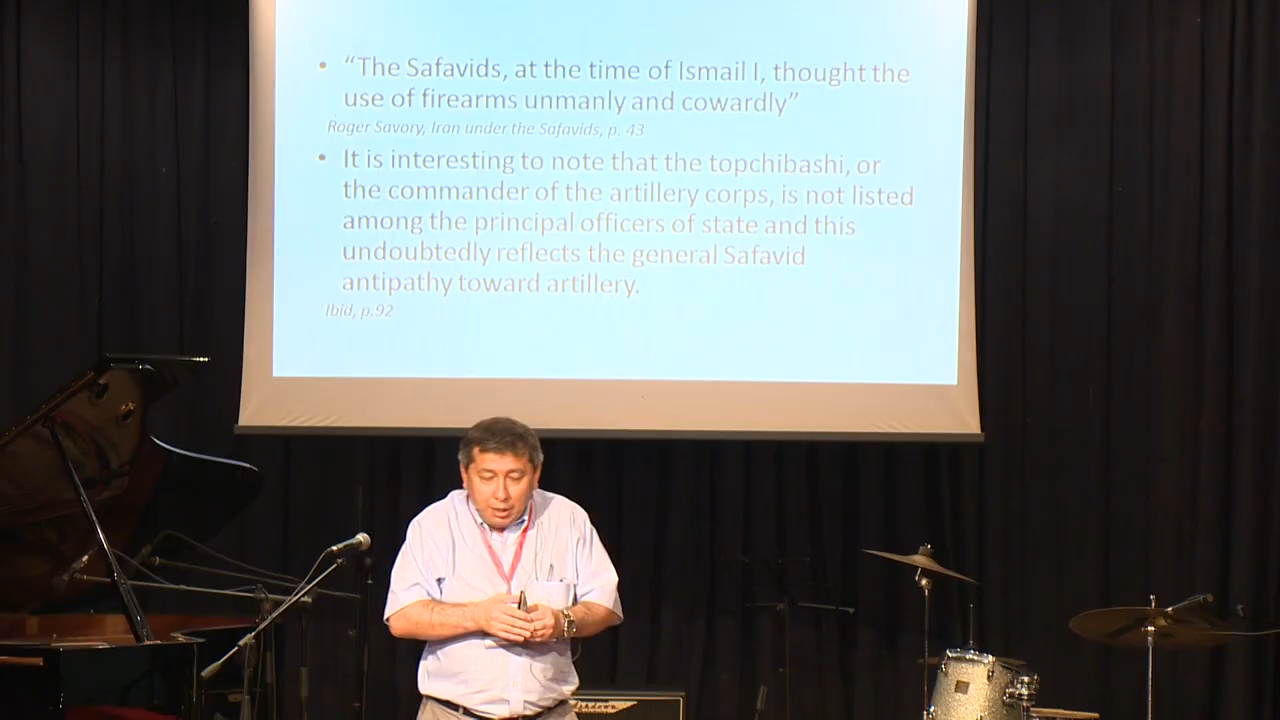 • “The Safavids, at the time of Ismail I, thought the
use of firearms unmanly and cowardly”
Roger Savory, Iran under the Safavids, p. 43
• It is interesting to note that the topchibashi, or
the commander of the artillery corps, is not listed
among the principal officers of state and this
undoubtedly reflects the general Safavid
antipathy toward artillery.
Ibid, p.92